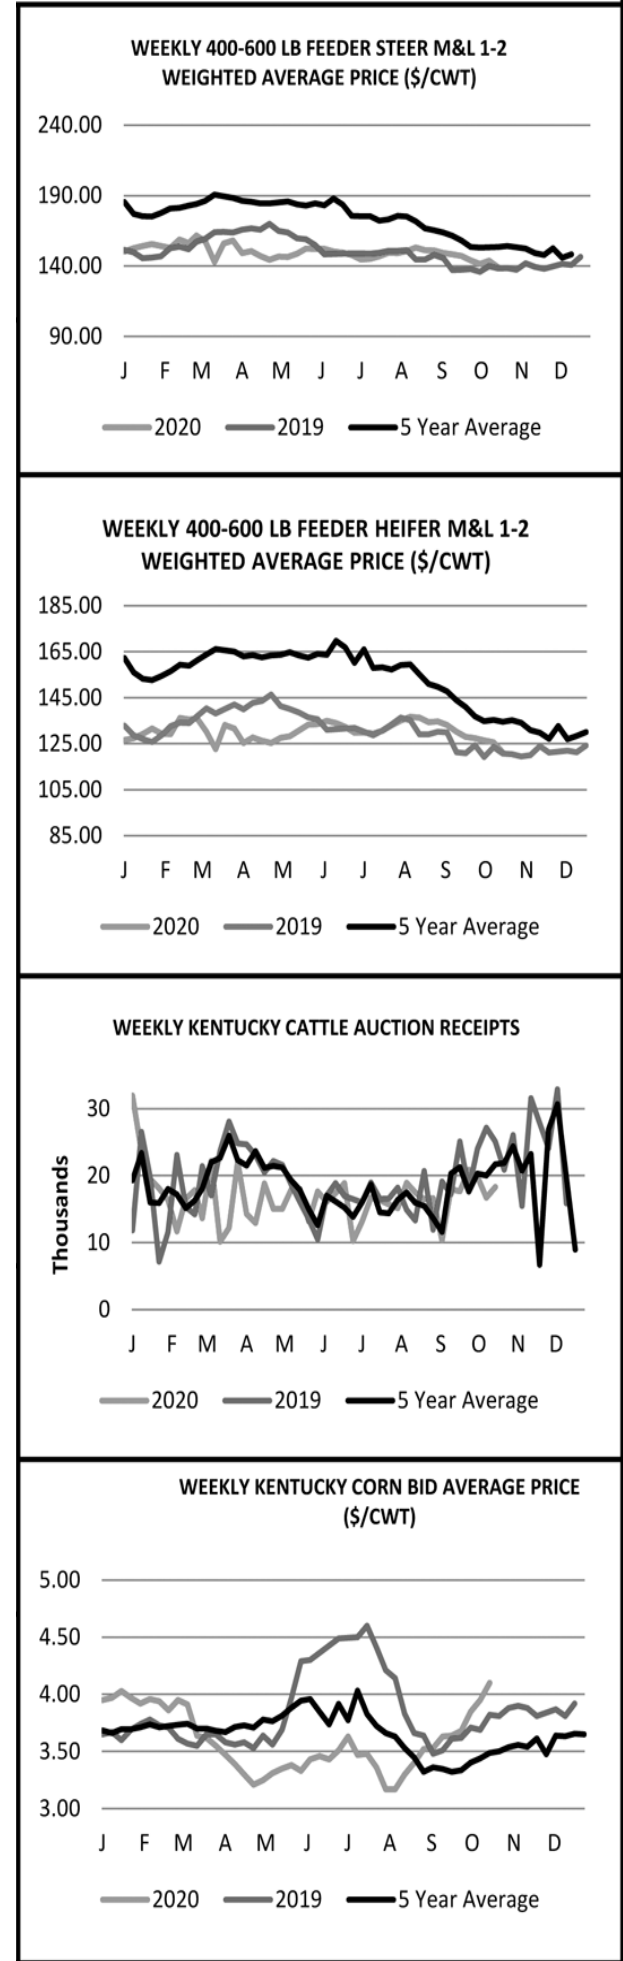 WEEKLY 400-600 LB FEEDER STEER M&L 1-2
WEIGHTED AVERAGE PRICE ($/CWT)
240.00
190.00
140.00
90.00
J F M A M J J A S O N D
2020 2019 5 Year Average
WEEKLY 400-600 LB FEEDER HEIFER M&L 1-2
WEIGHTED AVERAGE PRICE ($/CWT)
185.00
165.00
145.00
125.00
105.00
85.00
J F M A M J J A S O N D
2020 2019 5 Year Average
WEEKLY KENTUCKY CATTLE AUCTION RECEIPTS
Thousands
30
20
10
0
J F M A M J J A S O N D
2020 2019 5 Year Average
WEEKLY KENTUCKY CORN BID AVERAGE PRICE
($/CWT)
5.00
4.50
4.00
3.50
3.00
J F M A M J J A S O N D
2020 2019 5 Year Average